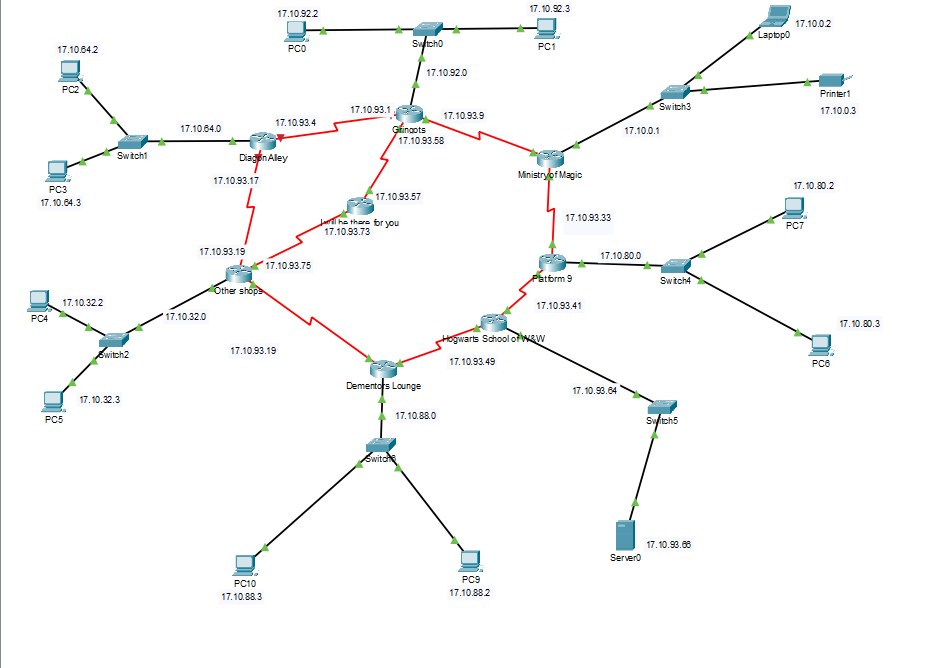 17.10.92.2
17.10.92.3
PC0
Switch0
PC1
17.10.0.2
Laptop0
17.10.64.2
PC2
17.10.92.0
Switch3
Printer1
17.10.0.3
17.10.93.1
17.10.93.9
17.10.93.4
17.10.64.0
Gringots
17.10.93.58
17.10.0.1
Switch1
Diagon Alley
Ministry of Magic
17.10.93.17
PC3
17.10.64.3
17.10.93.57
I will be there for you
17.10.93.73
17.10.93.33
17.10.80.2
PC7
17.10.93.19
17.10.93.75
17.10.80.0
Platform 9
Switch4
Other shops
17.10.32.2
PC4
17.10.32.0
17.10.93.41
17.10.80.3
Switch2
Hogwarts School of W&W
17.10.93.19
17.10.93.49
PC6
Dementors Lounge
17.10.32.3
PC5
17.10.93.64
17.10.88.0
Switch5
Switch6
17.10.93.66
Server0
PC10
17.10.88.3
PC9
17.10.88.2